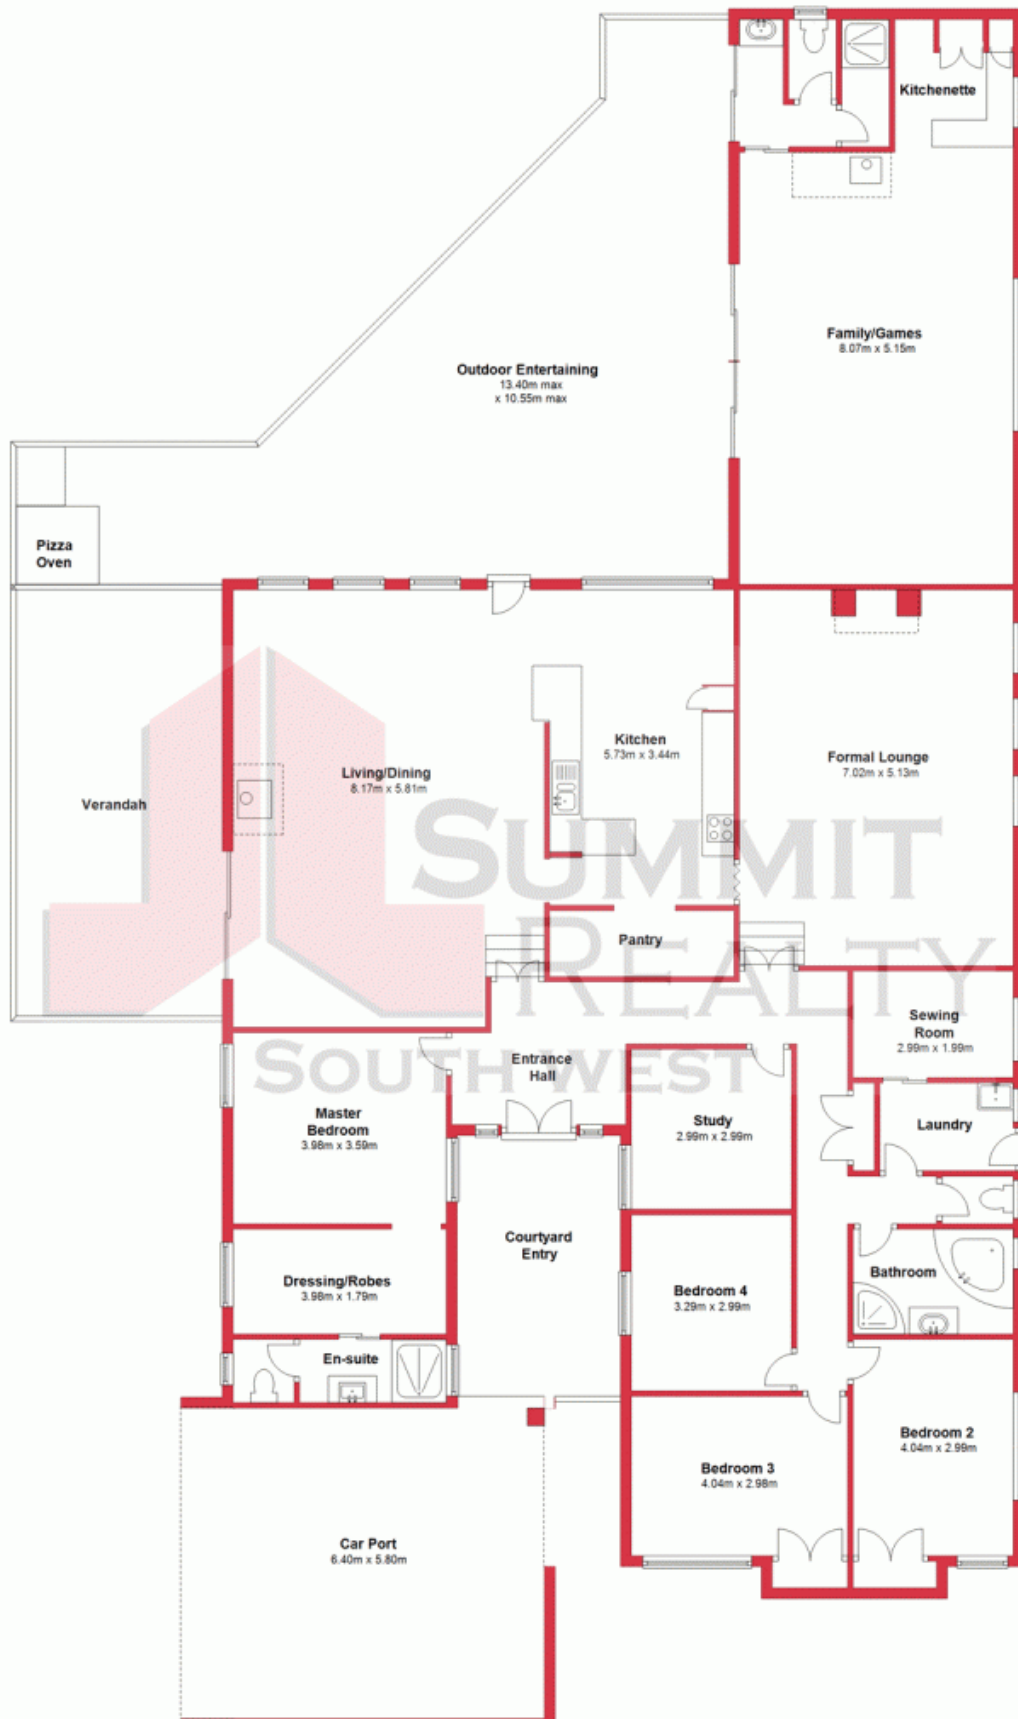 Kitchenette
Family/Games
8.07m x 5.15m
Outdoor Entertaining
13.40m max
x 10.55m max
Pizza
Oven
Kitchen
5.73m x 3.44m
Formal Lounge
7.02m x 5.13m
Living/Dining
8.17m x 5.81m
Verandah
SUMMIT
REALTY
SOUTH WEST
Pantry
Sewing
Room
2.99m x 1.99m
Entrance
Hall
Master
Bedroom
3.98m x 3.59m
Study
2.99m x 2.99m
Laundry
Courtyard
Entry
Dressing/Robes
3.98m x 1.79m
Bedroom 4
3.29m x 2.99m
Bathroom
En-suite
Bedroom 2
4.04m x 2.99m
Bedroom 3
4.04m x 2.98m
Car Port
6.40m x 5.80m